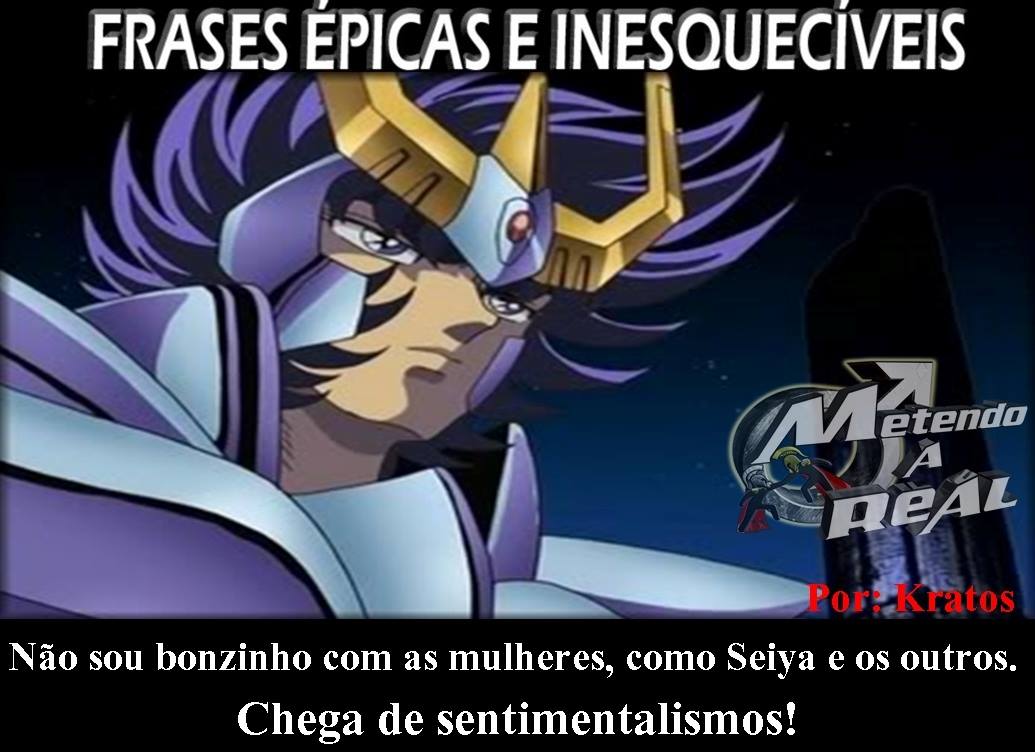 FRASES ÉPICAS E INESQUECÍVEIS
Metendo
À
Reál
Por: Kratos
Não sou bonzinho com as mulheres, como Seiya e os outros.
Chega de sentimentalismos!